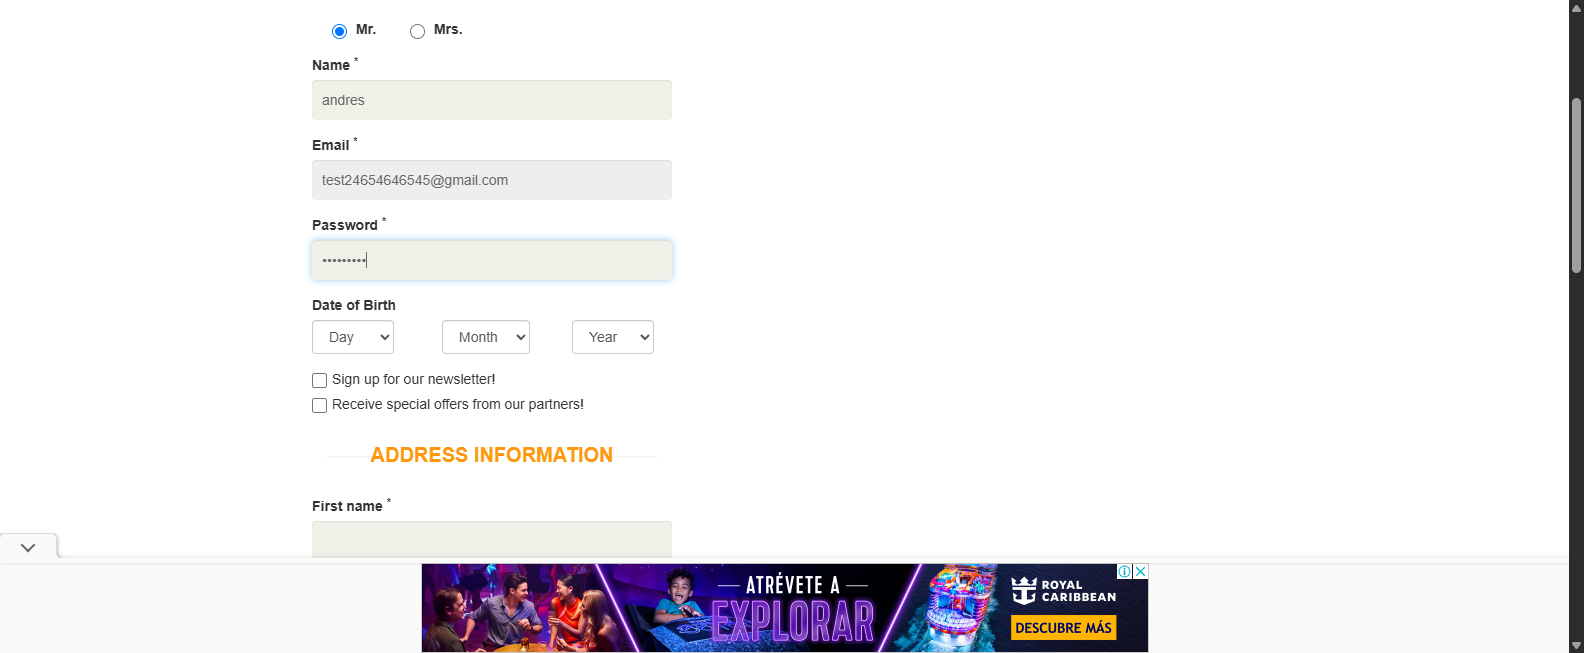 Mr. Mrs.
Name *
andres
Email *
test24654646545@gmail.com
Password *
•••••••••
Date of Birth
Day Month Year
Sign up for our newsletter!
Receive special offers from our partners!
ADDRESS INFORMATION
First name *
ATRÉVETE A
EXPLORAR
ROYAL
CARIBBEAN
DESCUBRE MÁS